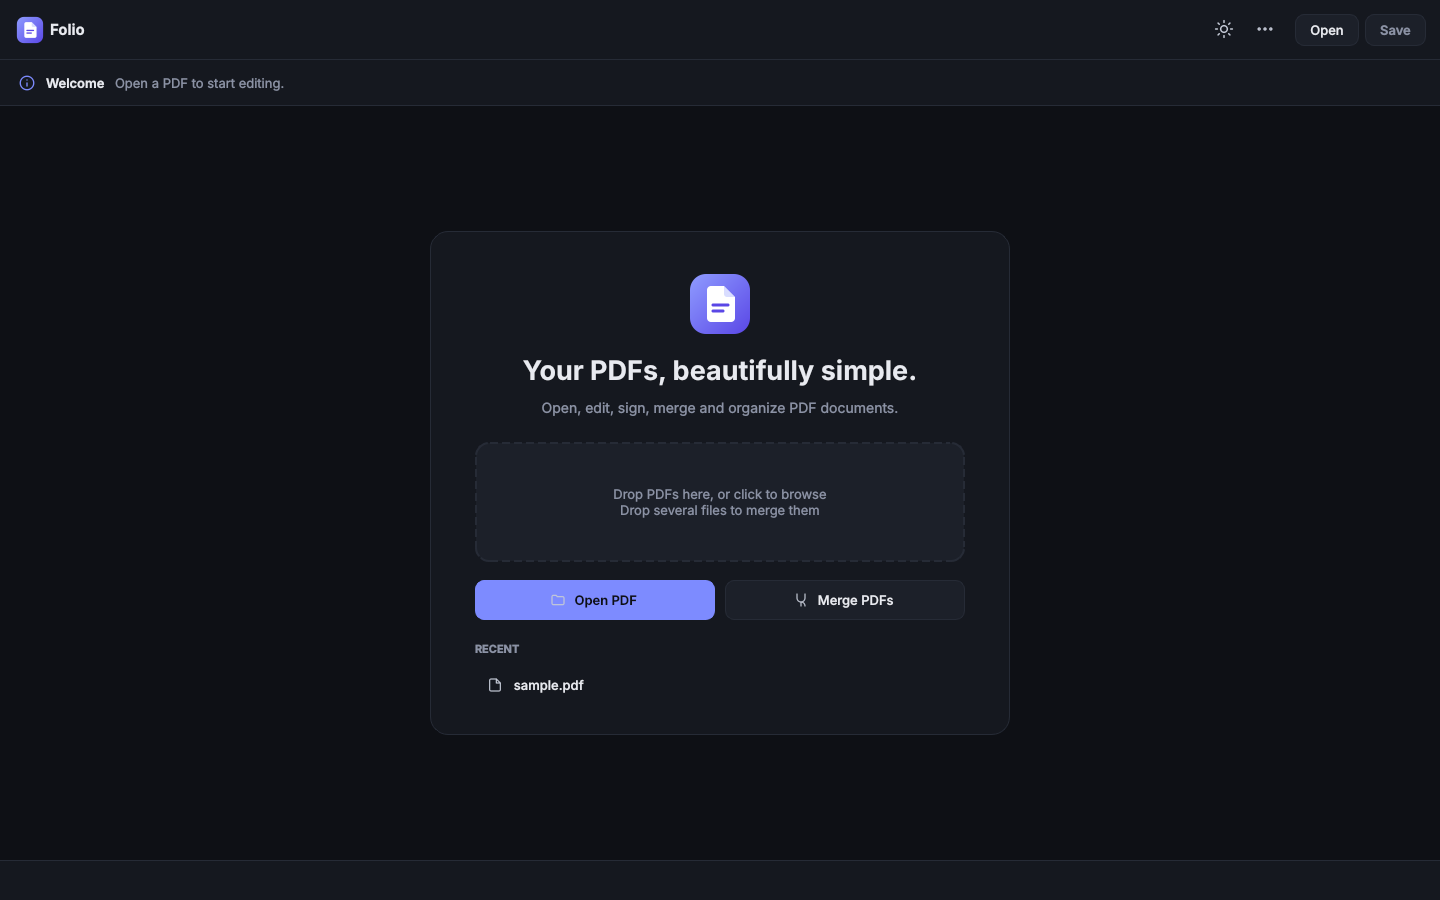 Folio
Open
Save
Welcome Open a PDF to start editing.
Your PDFs, beautifully simple.
Open, edit, sign, merge and organize PDF documents.
Drop PDFs here, or click to browse
Drop several files to merge them
Open PDF
Merge PDFs
RECENT
sample.pdf